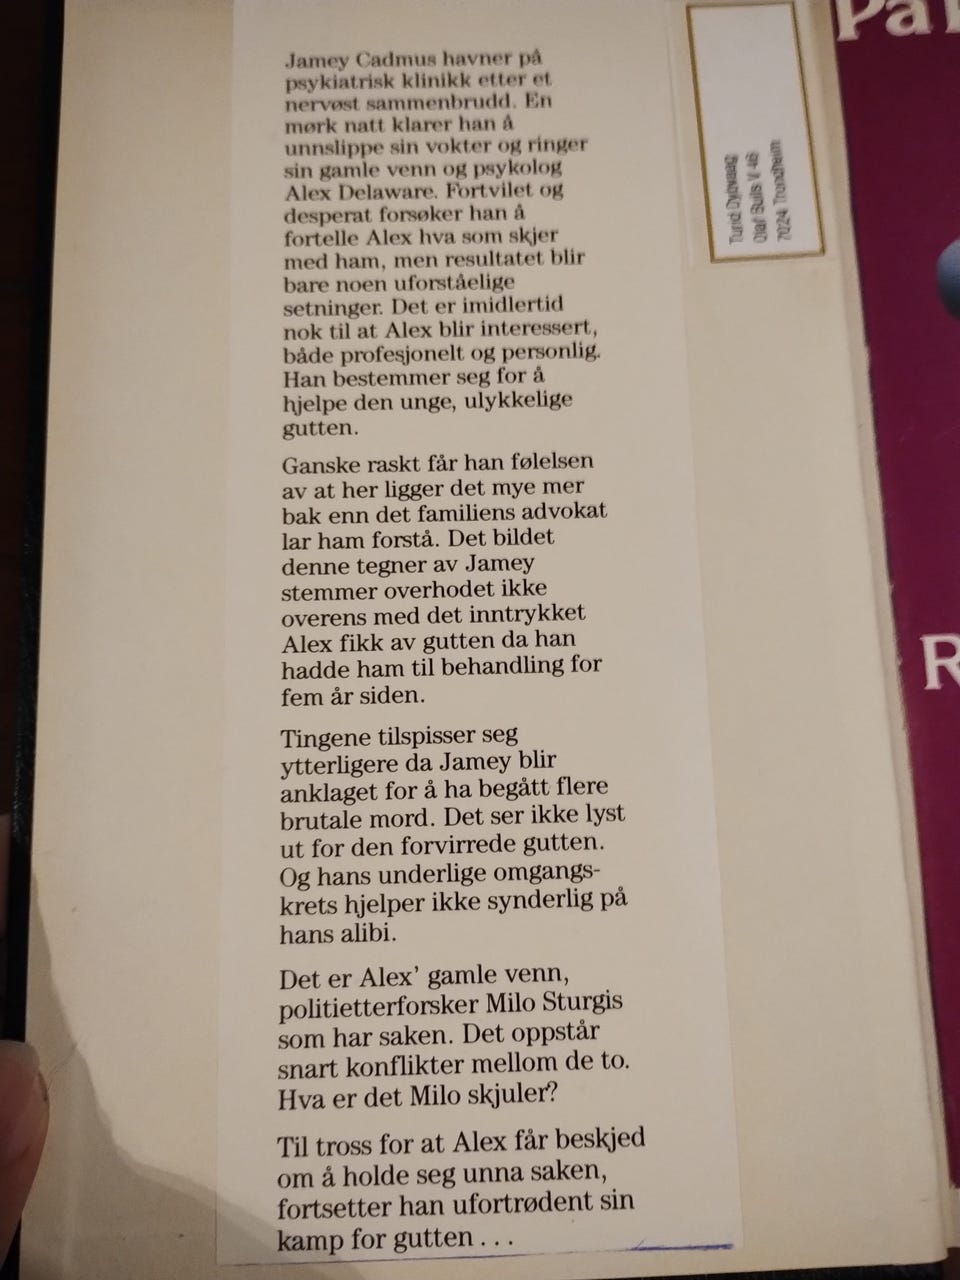 Jamey Cadmus havner på
psykiatrisk klinikk etter et
nervøst sammenbrudd. En
mørk natt klarer han å
unnslippe sin vokter og ringer
sin gamle venn og psykolog
Alex Delaware. Fortvilet og
desperat forsøker han å
fortelle Alex hva som skjer
med ham, men resultatet blir
bare noen uforståelige
setninger. Det er imidlertid
nok til at Alex blir interessert,
både profesjonelt og personlig.
Han bestemmer seg for å
hjelpe den unge, ulykkelige
gutten.
Ganske raskt får han følelsen
av at her ligger det mye mer
bak enn det familiens advokat
lar ham forstå. Det bildet
denne tegner av Jamey
stemmer overhodet ikke
overens med det inntrykket
Alex fikk av gutten da han
hadde ham til behandling for
fem år siden.
Tingene tilspisser seg
ytterligere da Jamey blir
anklaget for å ha begått flere
brutale mord. Det ser ikke lyst
ut for den forvirrede gutten.
Og hans underlige omgangs-
krets hjelper ikke synderlig på
hans alibi.
Det er Alex’ gamle venn,
politietterforsker Milo Sturgis
som har saken. Det oppstår
snart konflikter mellom de to.
Hva er det Milo skjuler?
Til tross for at Alex får beskjed
om å holde seg unna saken,
fortsetter han ufortrødent sin
kamp for gutten . . .
Turid Dybvaag
Olaf Bulls V 46
7024 Trondheim
På
R